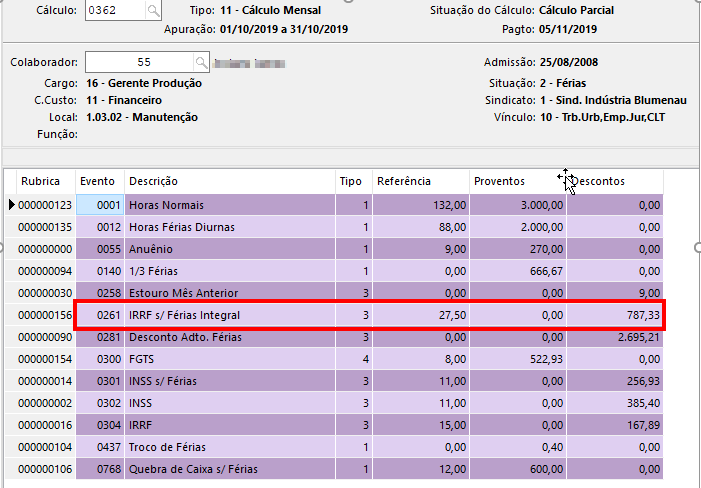 Cálculo: 0362 Tipo: 11 - Cálculo Mensal Situação do Cálculo: Cálculo Parcial
Apuração: 01/10/2019 a 31/10/2019 Pagto: 05/11/2019
Colaborador: 55 Admissão: 25/08/2008
Cargo: 16 - Gerente Produção Situação: 2 - Férias
C.Custo: 11 - Financeiro Sindicato: 1 - Sind. Indústria Blumenau
Local: 1.03.02 - Manutenção Vínculo: 10 - Trb.Urb,Emp.Jur,CLT
Função:
Rubrica Evento Descrição Tipo Referência Proventos Descontos
000000123 0001 Horas Normais 1 132,00 3.000,00 0,00
000000135 0012 Horas Férias Diurnas 1 88,00 2.000,00 0,00
000000000 0055 Anuênio 1 9,00 270,00 0,00
000000094 0140 1/3 Férias 1 0,00 666,67 0,00
000000030 0258 Estouro Mês Anterior 3 0,00 0,00 9,00
000000156 0261 IRRF s/ Férias Integral 3 27,50 0,00 787,33
000000090 0281 Desconto Adto. Férias 3 0,00 0,00 2.695,21
000000154 0300 FGTS 4 8,00 522,93 0,00
000000014 0301 INSS s/ Férias 3 11,00 0,00 256,93
000000002 0302 INSS 3 11,00 0,00 385,40
000000016 0304 IRRF 3 15,00 0,00 167,89
000000104 0437 Troco de Férias 1 0,00 0,40 0,00
000000106 0768 Quebra de Caixa s/ Férias 1 12,00 600,00 0,00